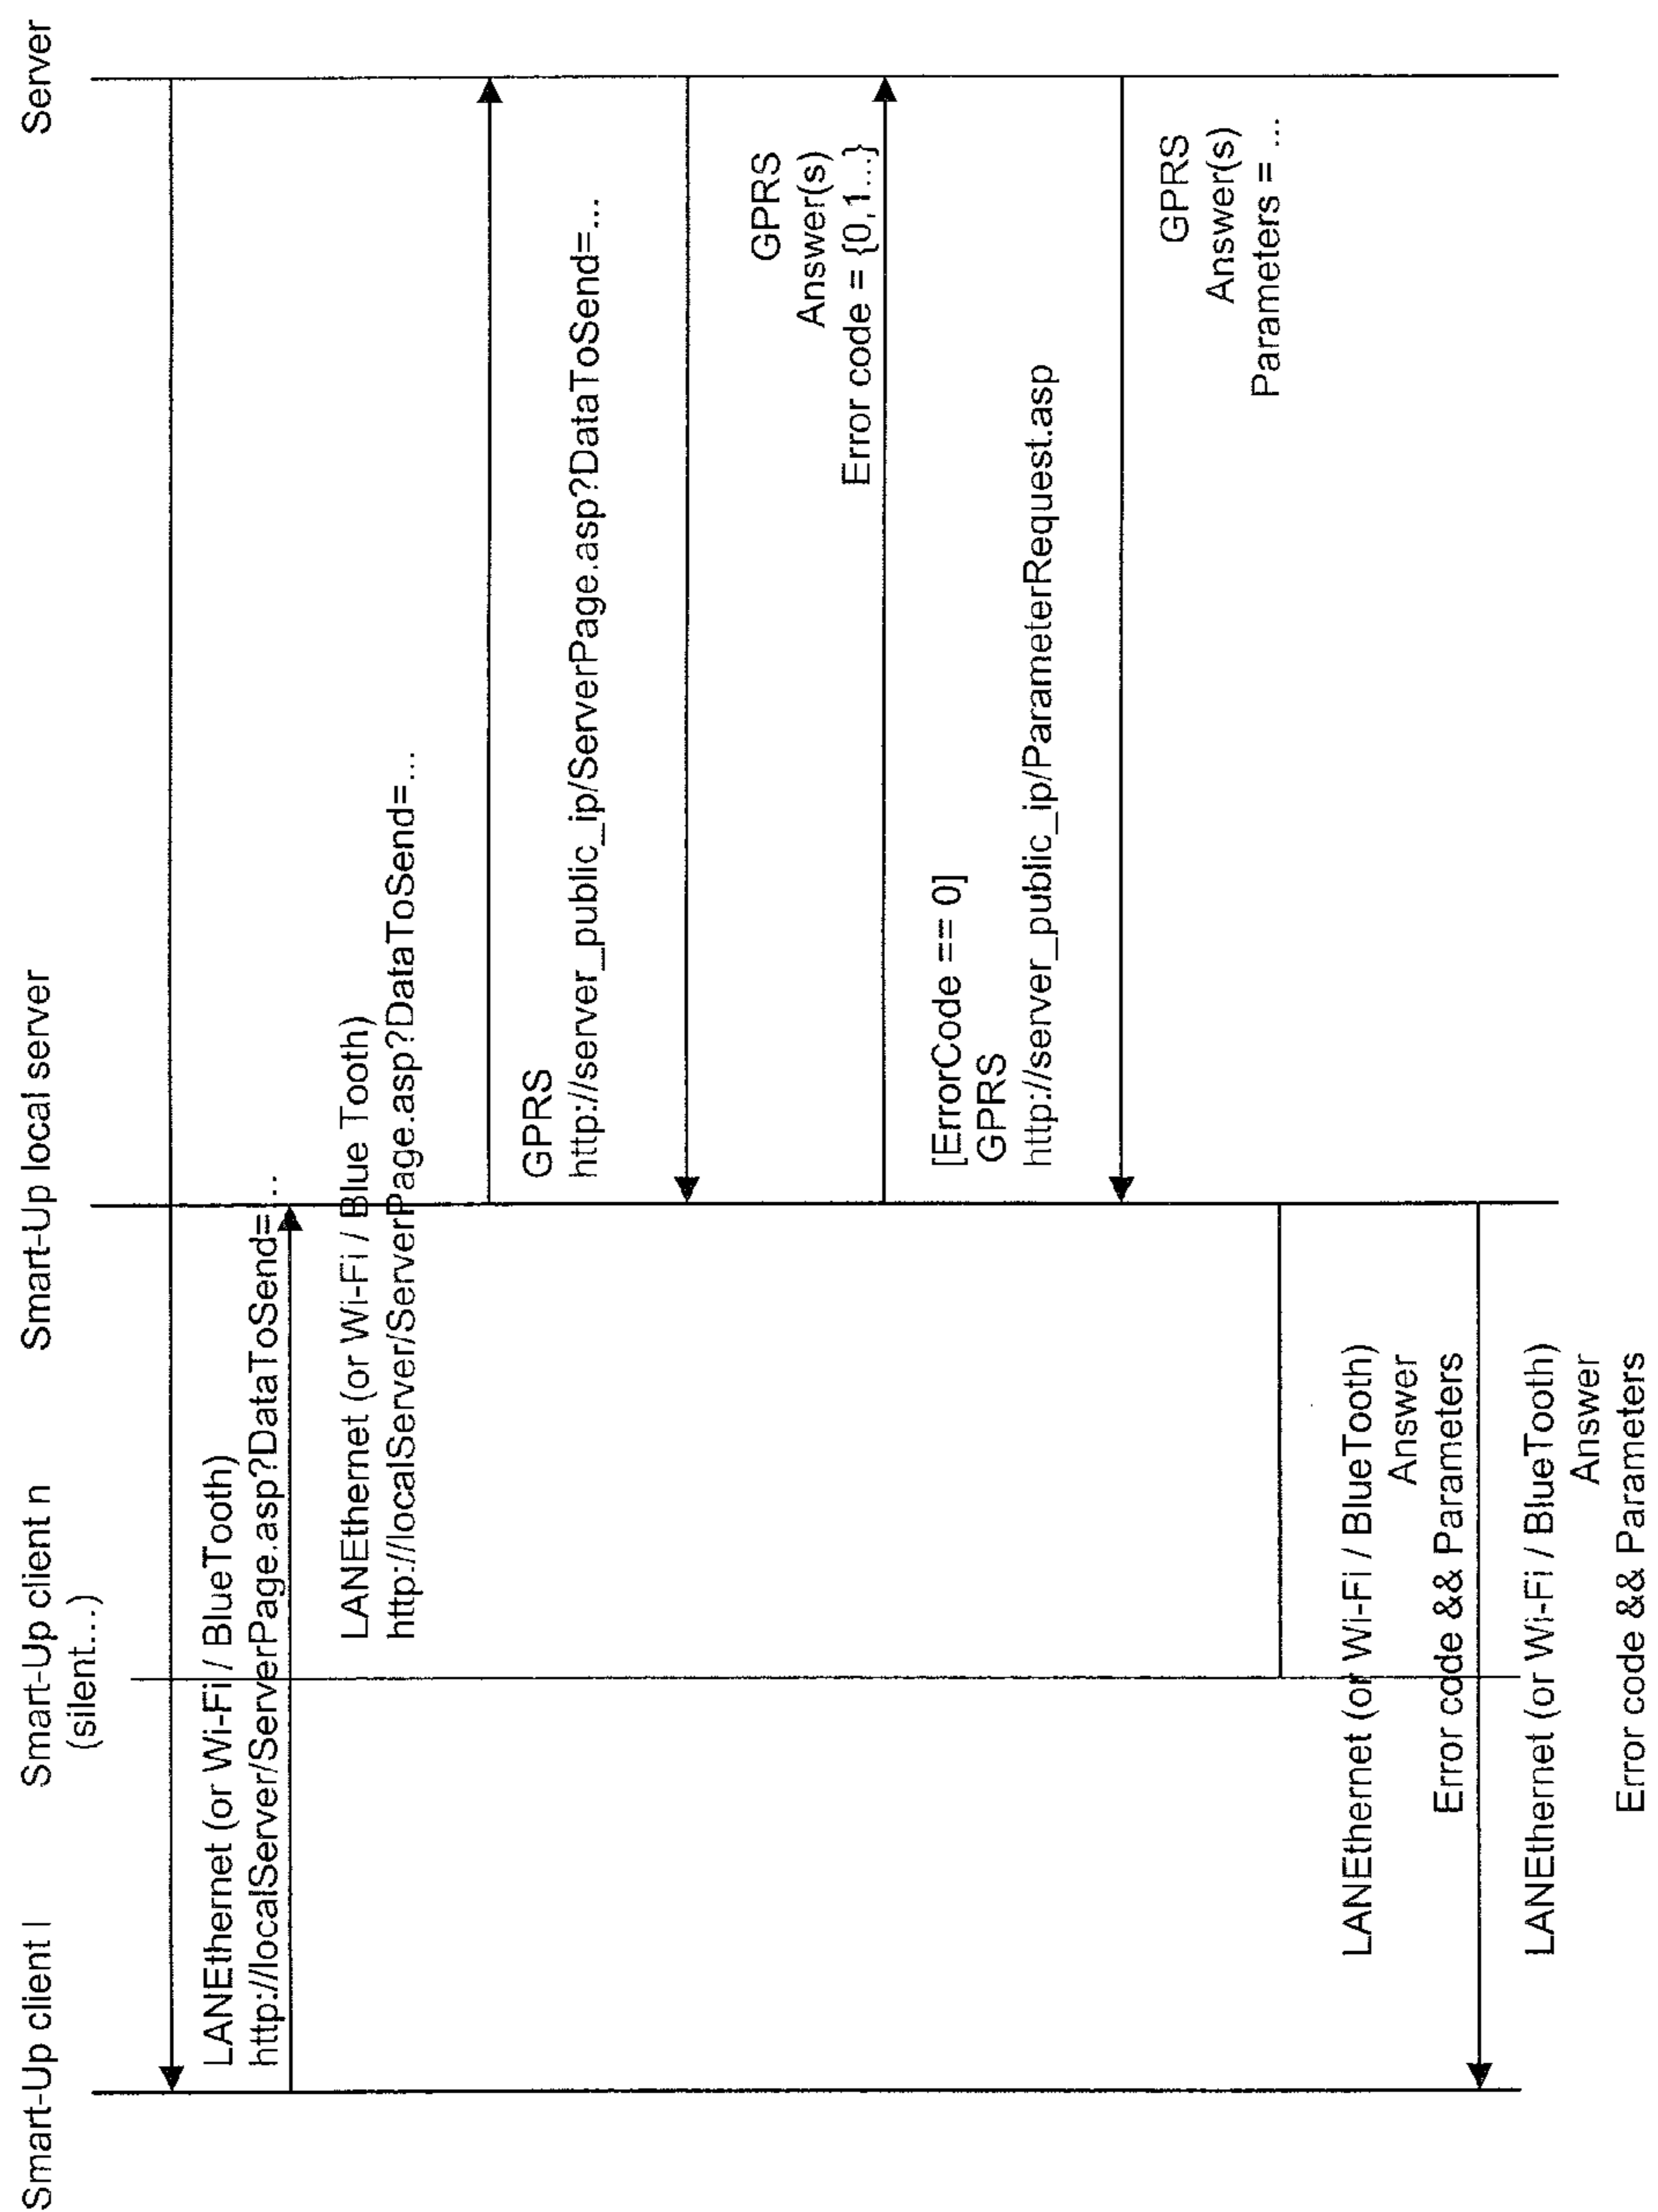 Smart-Up client I
Smart-Up client n
(silent...)
Smart-Up local server
Server
LANEthernet (or Wi-Fi / BlueTooth)
http://localServer/ServerPage.asp?DataToSend=...
LANEthernet (or Wi-Fi / Blue Tooth)
http://localServer/ServerPage.asp?DataToSend=...
GPRS
http://server_public_ip/ServerPage.asp?DataToSend=...
GPRS
Answer(s)
Error code = {0,1...}
[ErrorCode == 0]
GPRS
http://server_public_ip/ParameterRequest.asp
GPRS
Answer(s)
Parameters = ...
LANEthernet (or Wi-Fi / BlueTooth)
Answer
Error code && Parameters
LANEthernet (or Wi-Fi / BlueTooth)
Answer
Error code && Parameters